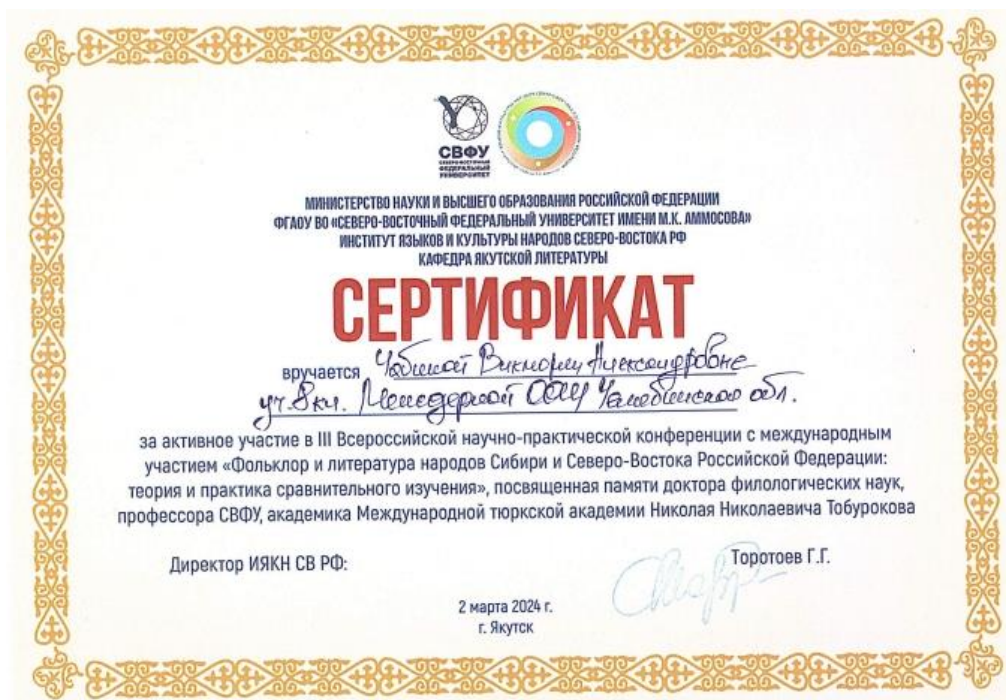 СВФУ
СЕВЕРО-ВОСТОЧНЫЙ
ФЕДЕРАЛЬНЫЙ
УНИВЕРСИТЕТ
МИНИСТЕРСТВО НАУКИ И ВЫСШЕГО ОБРАЗОВАНИЯ РОССИЙСКОЙ ФЕДЕРАЦИИ
ФГАОУ ВО «СЕВЕРО-ВОСТОЧНЫЙ ФЕДЕРАЛЬНЫЙ УНИВЕРСИТЕТ ИМЕНИ М.К. АММОСОВА»
ИНСТИТУТ ЯЗЫКОВ И КУЛЬТУРЫ НАРОДОВ СЕВЕРО-ВОСТОКА РФ
КАФЕДРА ЯКУТСКОЙ ЛИТЕРАТУРЫ
СЕРТИФИКАТ
вручается Виктории Александровне
уч. 8 кл. обл.
за активное участие в III Всероссийской научно-практической конференции с международным
участием «Фольклор и литература народов Сибири и Северо-Востока Российской Федерации:
теория и практика сравнительного изучения», посвященная памяти доктора филологических наук,
профессора СВФУ, академика Международной тюркской академии Николая Николаевича Тобурокова
Директор ИЯКН СВ РФ: Торотоев Г.Г.
2 марта 2024 г.
г. Якутск